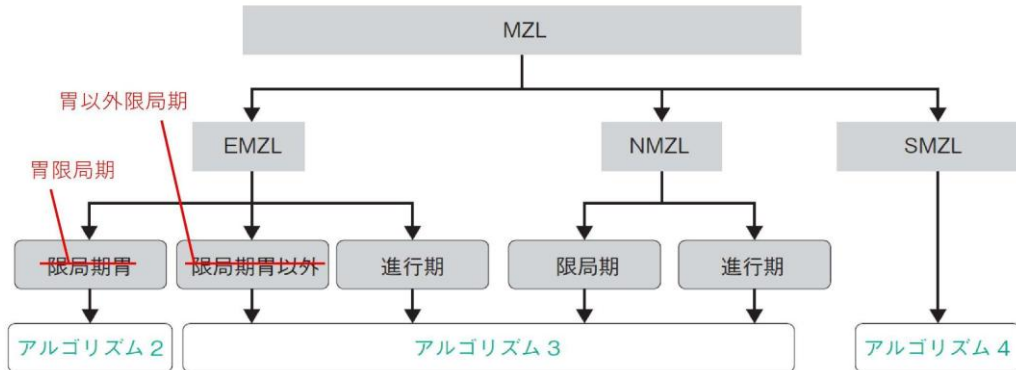 MZL
胃以外限局期
EMZL
NMZL
SMZL
胃限局期
限局期胃
限局期胃以外
進行期
限局期
進行期
アルゴリズム 2
アルゴリズム 3
アルゴリズム 4